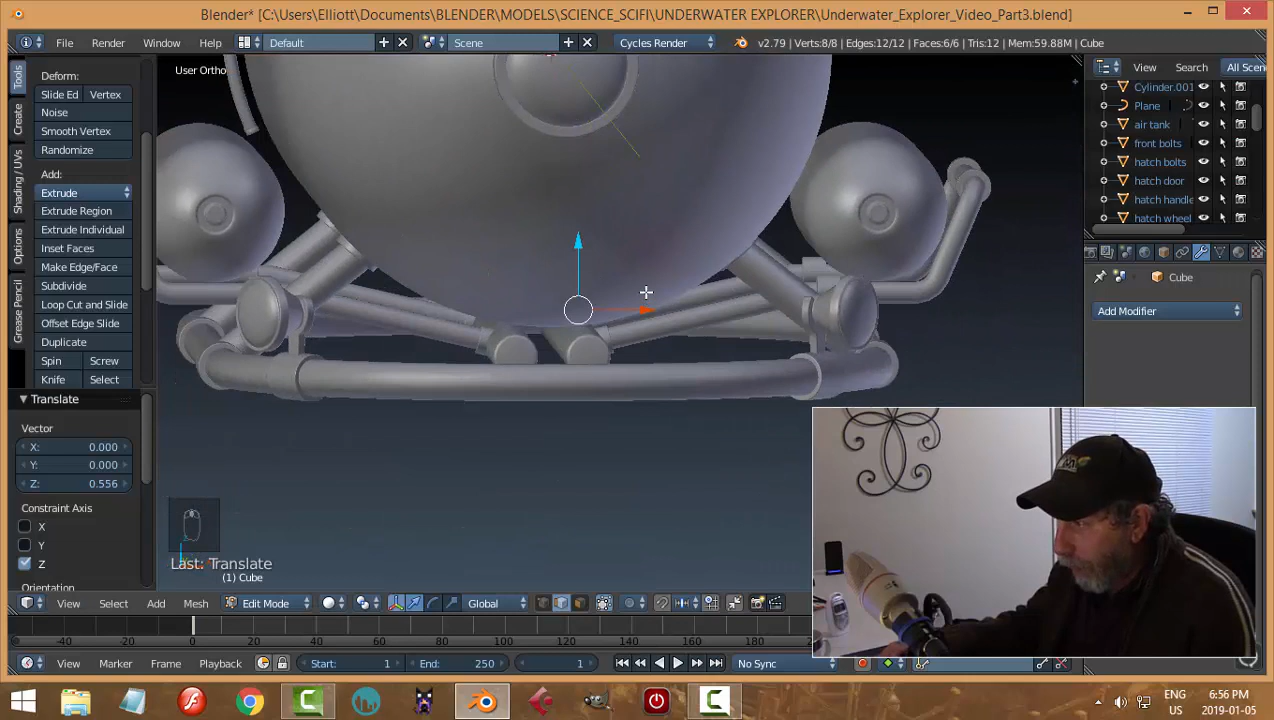 Blender* [C:\Users\Elliott\Documents\BLENDER\MODELS\SCIENCE_SCIFI\UNDERWATER EXPLORER\Underwater_Explorer_Video_Part3.blend]
File Render Window Help Default Scene Cycles Render v2.79 | Verts:8/8 | Edges:12/12 | Faces:6/6 | Tris:12 | Mem:59.88M | Cube
View Search All Scen
Tools
Create
Shading / UVs
Options
Grease Pencil
Deform:
Slide Ed Vertex
Noise
Smooth Vertex
Randomize
Add:
Extrude
Extrude Region
Extrude Individual
Inset Faces
Make Edge/Face
Subdivide
Loop Cut and Slide
Offset Edge Slide
Duplicate
Spin Screw
Knife Select
Translate
Vector
X: 0.000
Y: 0.000
Z: 0.556
Constraint Axis
X
Y
Z
Orientation
User Ortho
Last: Translate
(1) Cube
Cylinder.001
Plane
air tank
front bolts
hatch bolts
hatch door
hatch handle
hatch wheel
Cube
Add Modifier
View Select Add Mesh Edit Mode Global
-40 -20 0 20 40 60 80 100 120 140 160 180
View Marker Frame Playback Start: 1 End: 250 1 No Sync
ENG 6:56 PM
US 2019-01-05